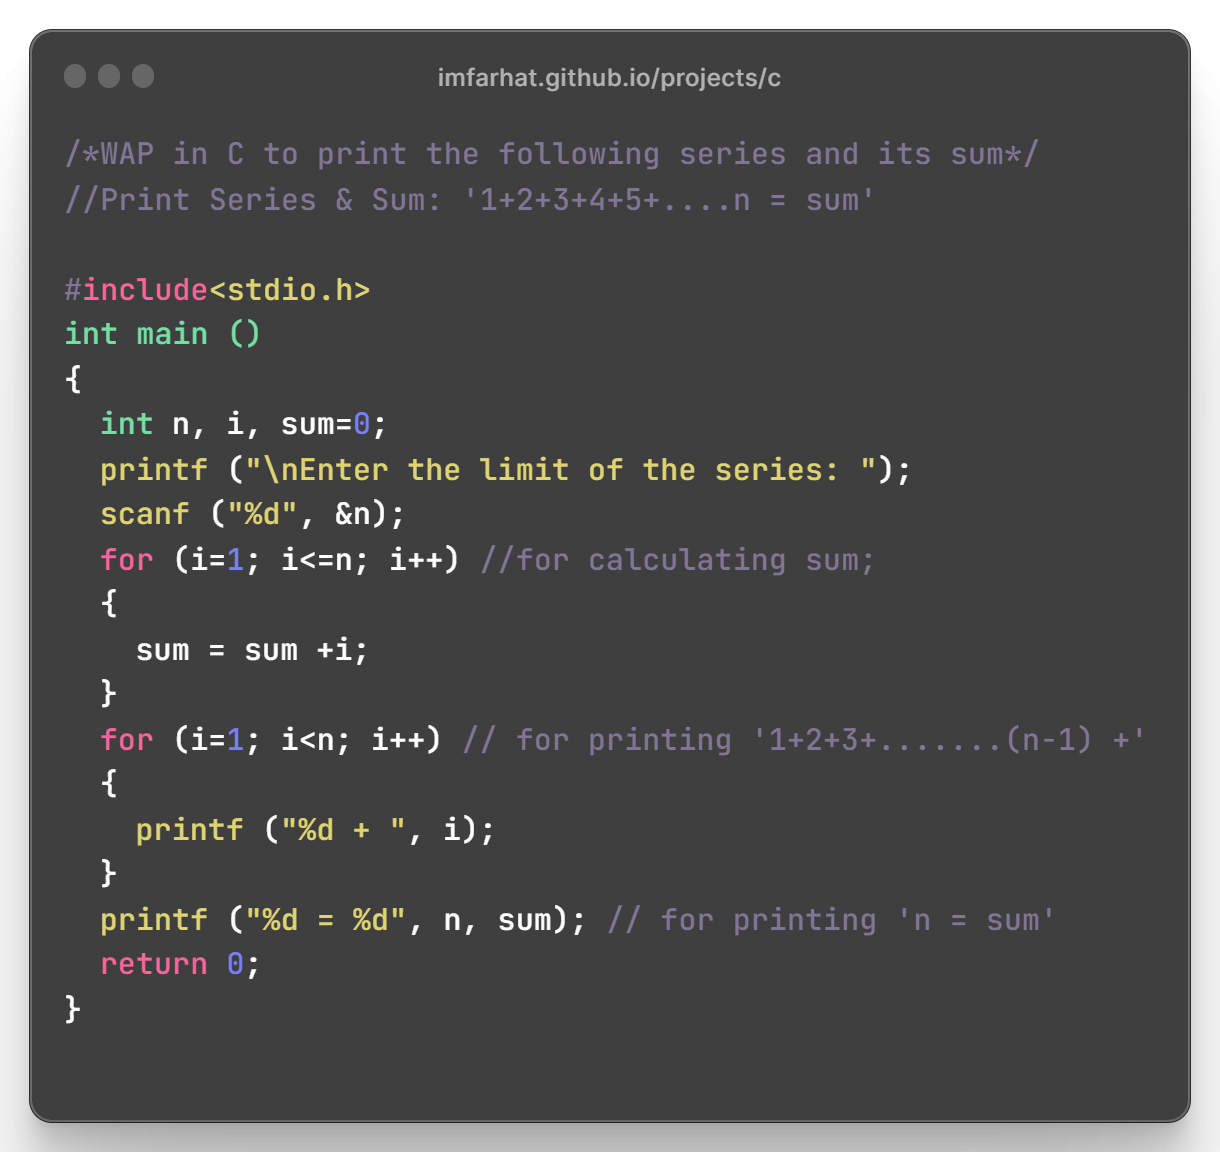 imfarhat.github.io/projects/c
/*WAP in C to print the following series and its sum*/
//Print Series & Sum: '1+2+3+4+5+....n = sum'
#include<stdio.h>
int main ()
{
  int n, i, sum=0;
  printf ("\nEnter the limit of the series: ");
  scanf ("%d", &n);
  for (i=1; i<=n; i++) //for calculating sum;
  {
    sum = sum +i;
  }
  for (i=1; i<n; i++) // for printing '1+2+3+.......(n-1) +'
  {
    printf ("%d + ", i);
  }
  printf ("%d = %d", n, sum); // for printing 'n = sum'
  return 0;
}